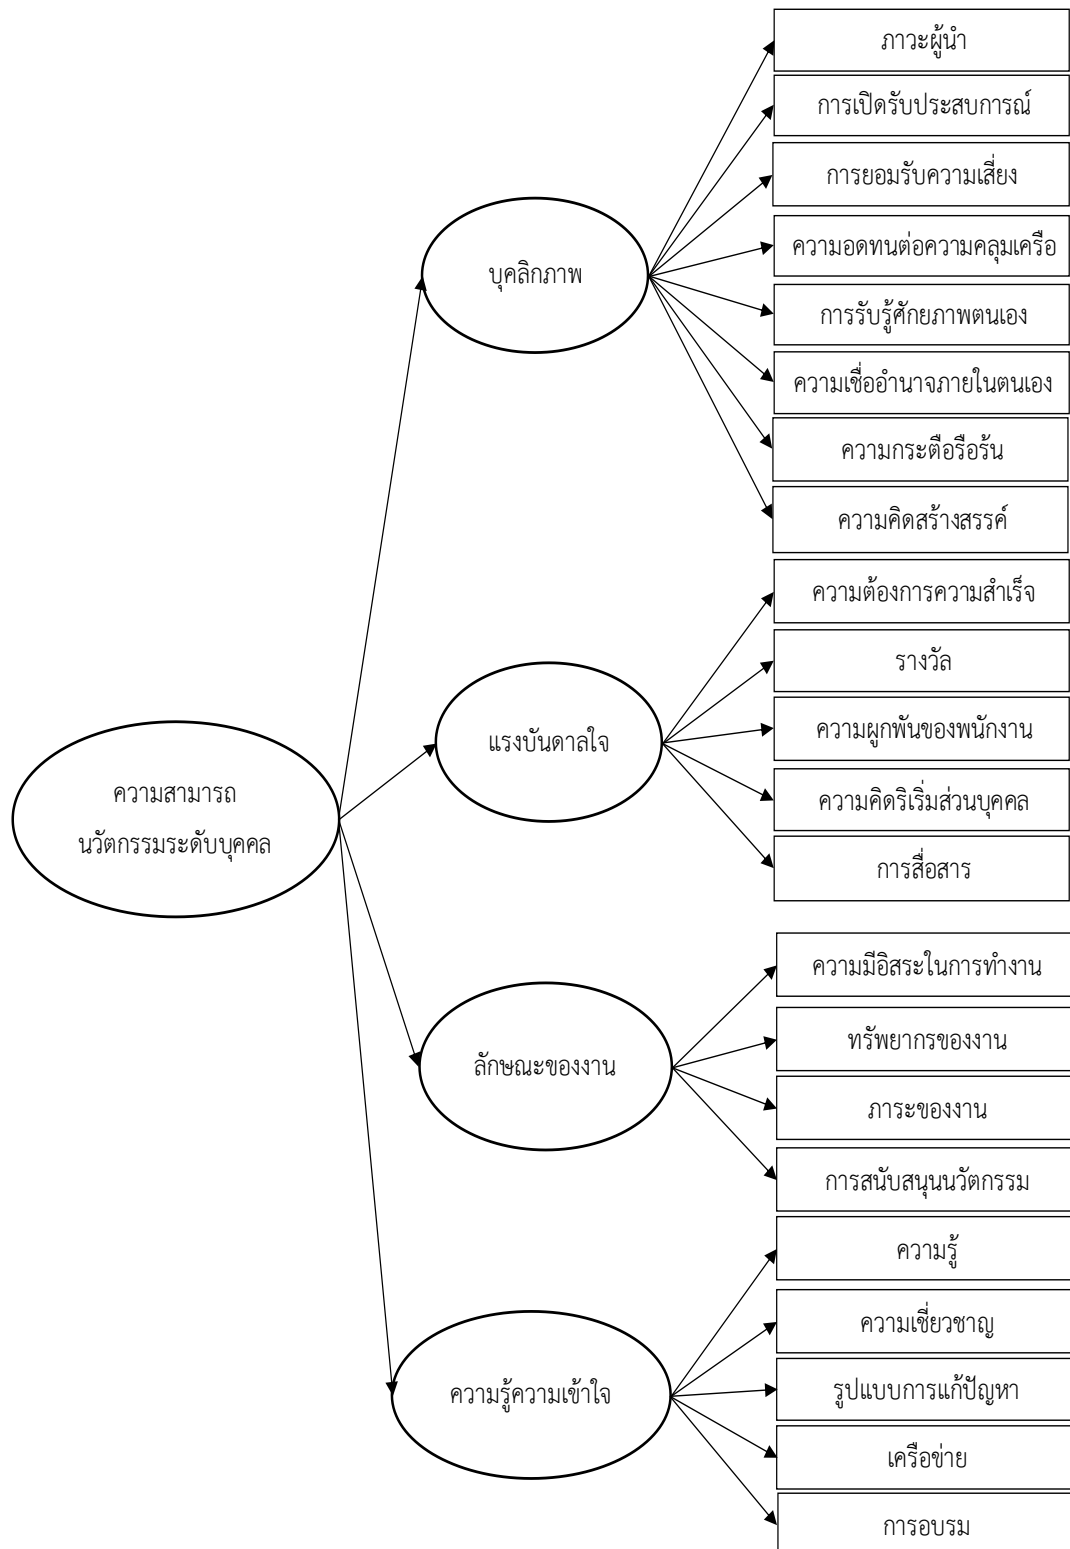 ภาวะผู้นำ
การเปิดรับประสบการณ์
การยอมรับความเสี่ยง
ความอดทนต่อความคลุมเครือ
บุคลิกภาพ
การรับรู้ศักยภาพตนเอง
ความเชื่ออำนาจภายในตนเอง
ความกระตือรือร้น
ความคิดสร้างสรรค์
ความต้องการความสำเร็จ
รางวัล
แรงบันดาลใจ
ความผูกพันของพนักงาน
ความคิดริเริ่มส่วนบุคคล
การสื่อสาร
ความสามารถ
นวัตกรรมระดับบุคคล
ความมีอิสระในการทำงาน
ทรัพยากรของงาน
ลักษณะของงาน
ภาระของงาน
การสนับสนุนนวัตกรรม
ความรู้
ความเชี่ยวชาญ
ความรู้ความเข้าใจ
รูปแบบการแก้ปัญหา
เครือข่าย
การอบรม